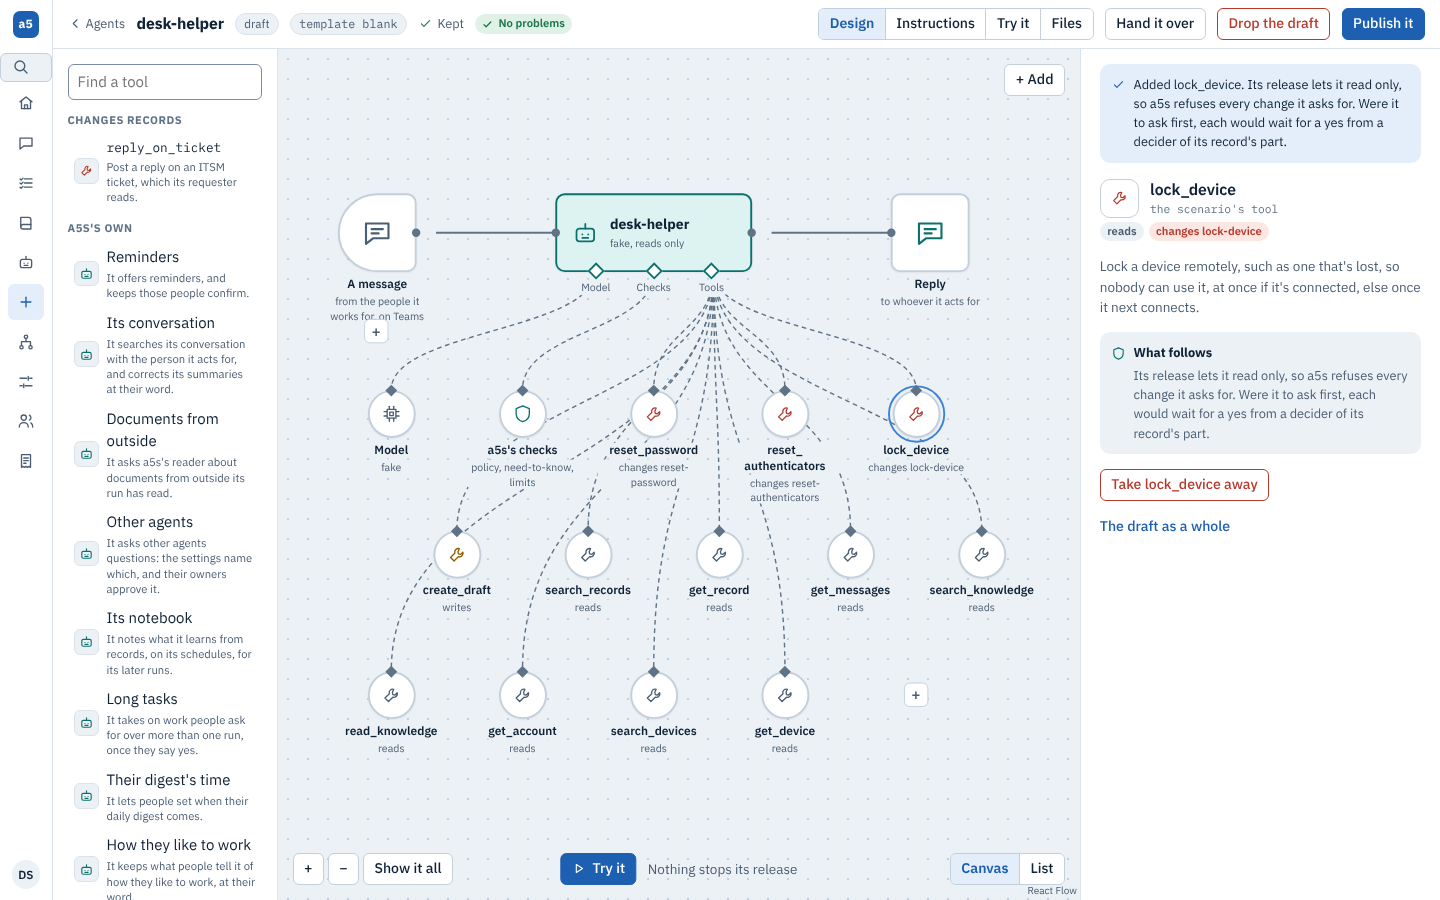 a5
Agents
desk-helper
draft
template blank
Kept
No problems
Design
Instructions
Try it
Files
Hand it over
Drop the draft
Publish it
Find a tool
CHANGES RECORDS
reply_on_ticket
Post a reply on an ITSM
ticket, which its requester
reads.
A5S'S OWN
Reminders
It offers reminders, and
keeps those people confirm.
Its conversation
It searches its conversation
with the person it acts for,
and corrects its summaries
at their word.
Documents from
outside
It asks a5s's reader about
documents from outside its
run has read.
Other agents
It asks other agents
questions: the settings name
which, and their owners
approve it.
Its notebook
It notes what it learns from
records, on its schedules, for
its later runs.
Long tasks
It takes on work people ask
for over more than one run,
once they say yes.
Their digest's time
It lets people set when their
daily digest comes.
How they like to work
It keeps what people tell it of
how they like to work, at their
word
DS
+ Add
A message
from the people it
works for, on Teams
+
desk-helper
fake, reads only
Model
Checks
Tools
Reply
to whoever it acts for
Model
fake
a5s's checks
policy, need-to-know,
limits
reset_password
changes reset-
password
reset_
authenticators
changes reset-
authenticators
lock_device
changes lock-device
create_draft
writes
search_records
reads
get_record
reads
get_messages
reads
search_knowledge
reads
read_knowledge
reads
get_account
reads
search_devices
reads
get_device
reads
+
+
−
Show it all
Try it
Nothing stops its release
Canvas
List
React Flow
Added lock_device. Its release lets it read only,
so a5s refuses every change it asks for. Were it
to ask first, each would wait for a yes from a
decider of its record's part.
lock_device
the scenario's tool
reads
changes lock-device
Lock a device remotely, such as one that's lost, so
nobody can use it, at once if it's connected, else once
it next connects.
What follows
Its release lets it read only, so a5s refuses every
change it asks for. Were it to ask first, each
would wait for a yes from a decider of its
record's part.
Take lock_device away
The draft as a whole